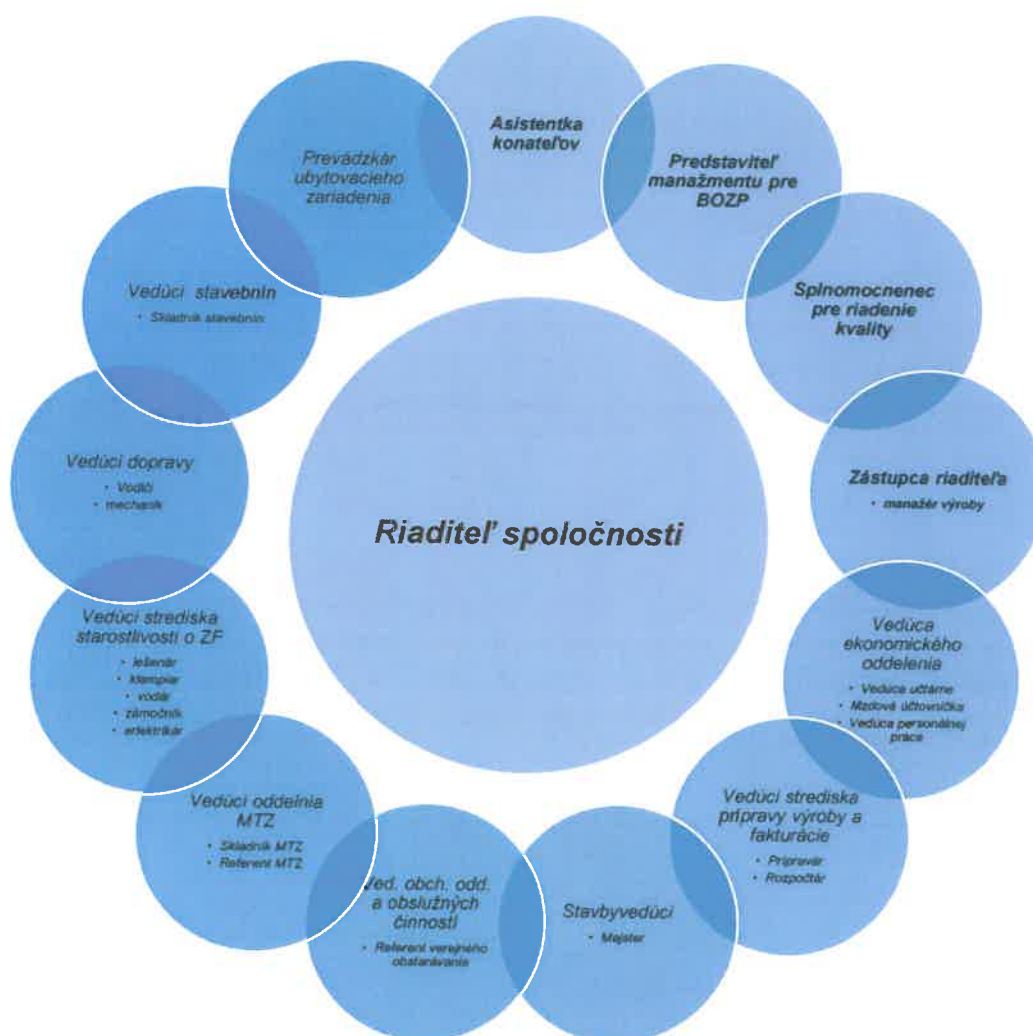 Asistentka
konateľov
Predstaviteľ
manažmentu pre
BOZP
Splnomocnenec
pre riadenie
kvality
Zástupca riaditeľa
• manažér výroby
Vedúca
ekonomického
oddelenia
• Vedúca učtárne
• Mzdová účtovníčka
• Vedúca personálnej
práce
Vedúci strediska
prípravy výroby a
fakturácie
• Prípravár
• Rozpočtár
Stavbyvedúci
• Majster
Ved. obch. odd.
a obslužných
činností
• Referent verejného
obstarávania
Vedúci oddelnia
MTZ
• Skladník MTZ
• Referent MTZ
Vedúci strediska
starostlivosti o ZF
• lešenár
• klampiar
• vodár
• zámočník
• elektrikár
Vedúci dopravy
• Vodiči
• mechanik
Vedúci stavebnín
• Skladník stavebnín
Prevádzkár
ubytovacieho
zariadenia
Riaditeľ spoločnosti